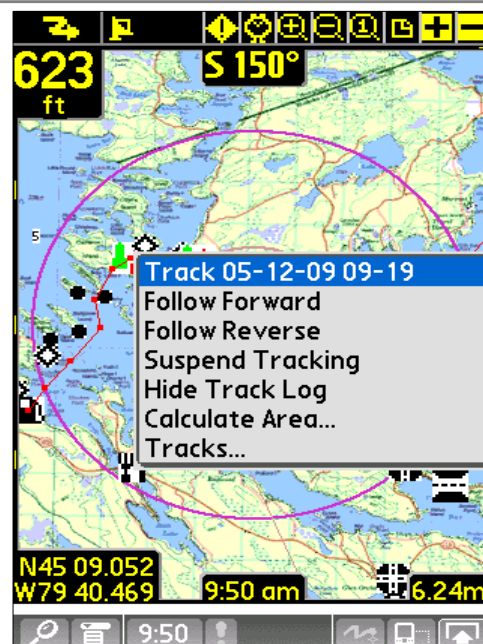 623
ft
S 150°
5
Track 05-12-09 09-19
Follow Forward
Follow Reverse
Suspend Tracking
Hide Track Log
Calculate Area...
Tracks...
N45 09.052
W79 40.469
9:50 am
6.24m
9:50